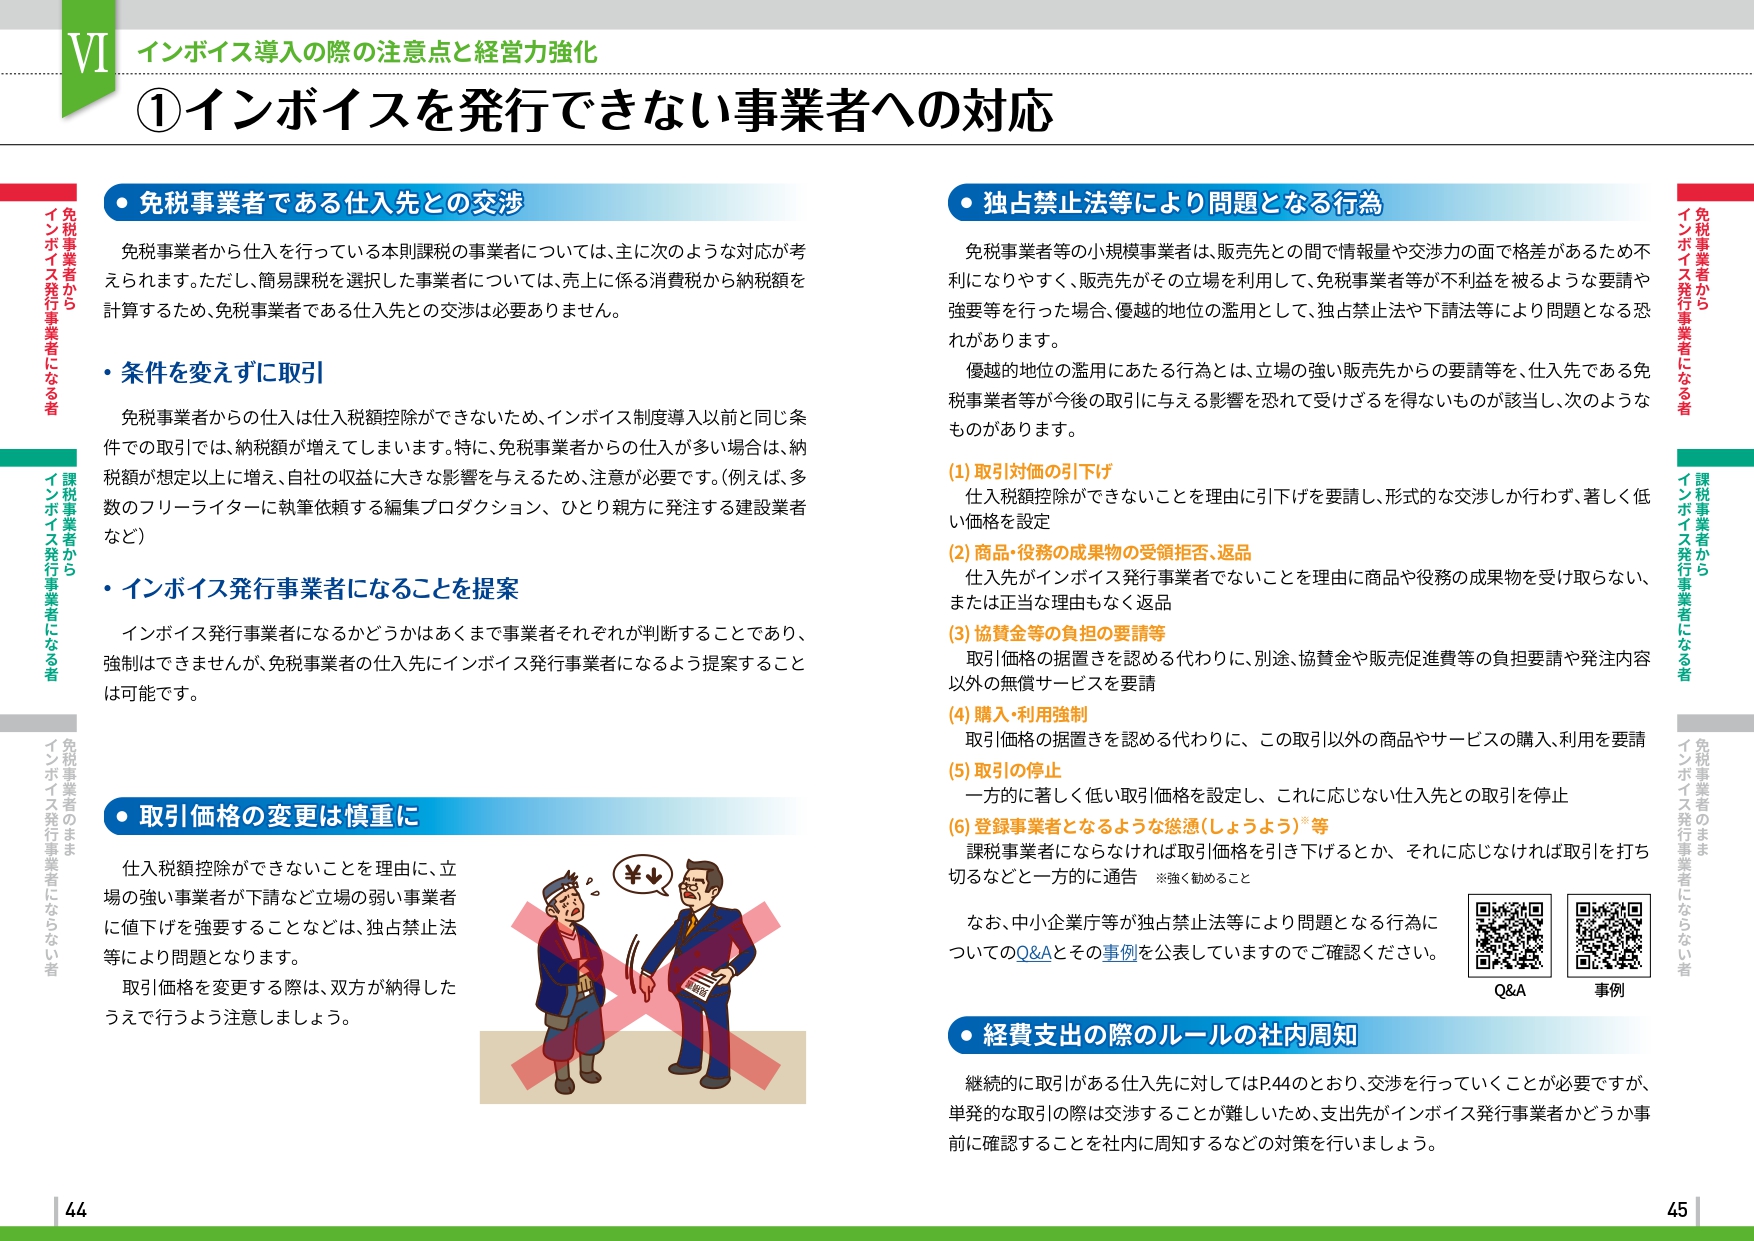 VI
インボイス導入の際の注意点と経営力強化
①インボイスを発行できない事業者への対応
免税事業者から
インボイス発行事業者になる者
課税事業者から
インボイス発行事業者になる者
免税事業者のまま
インボイス発行事業者にならない者
● 免税事業者である仕入先との交渉
免税事業者から仕入を行っている本則課税の事業者については、主に次のような対応が考
えられます。ただし、簡易課税を選択した事業者については、売上に係る消費税から納税額を
計算するため、免税事業者である仕入先との交渉は必要ありません。
・条件を変えずに取引
免税事業者からの仕入は仕入税額控除ができないため、インボイス制度導入以前と同じ条
件での取引では、納税額が増えてしまいます。特に、免税事業者からの仕入が多い場合は、納
税額が想定以上に増え、自社の収益に大きな影響を与えるため、注意が必要です。（例えば、多
数のフリーライターに執筆依頼する編集プロダクション、ひとり親方に発注する建設業者
など）
・インボイス発行事業者になることを提案
インボイス発行事業者になるかどうかはあくまで事業者それぞれが判断することであり、
強制はできませんが、免税事業者の仕入先にインボイス発行事業者になるよう提案すること
は可能です。
● 取引価格の変更は慎重に
仕入税額控除ができないことを理由に、立
場の強い事業者が下請など立場の弱い事業者
に値下げを強要することなどは、独占禁止法
等により問題となります。
取引価格を変更する際は、双方が納得した
うえで行うよう注意しましょう。
¥↓
44
● 独占禁止法等により問題となる行為
免税事業者等の小規模事業者は、販売先との間で情報量や交渉力の面で格差があるため不
利になりやすく、販売先がその立場を利用して、免税事業者等が不利益を被るような要請や
強要等を行った場合、優越的地位の濫用として、独占禁止法や下請法等により問題となる恐
れがあります。
優越的地位の濫用にあたる行為とは、立場の強い販売先からの要請等を、仕入先である免
税事業者等が今後の取引に与える影響を恐れて受けざるを得ないものが該当し、次のような
ものがあります。
(1) 取引対価の引下げ
仕入税額控除ができないことを理由に引下げを要請し、形式的な交渉しか行わず、著しく低
い価格を設定
(2) 商品・役務の成果物の受領拒否、返品
仕入先がインボイス発行事業者でないことを理由に商品や役務の成果物を受け取らない、
または正当な理由もなく返品
(3) 協賛金等の負担の要請等
取引価格の据置きを認める代わりに、別途、協賛金や販売促進費等の負担要請や発注内容
以外の無償サービスを要請
(4) 購入・利用強制
取引価格の据置きを認める代わりに、この取引以外の商品やサービスの購入、利用を要請
(5) 取引の停止
一方的に著しく低い取引価格を設定し、これに応じない仕入先との取引を停止
(6) 登録事業者となるような慫慂（しょうよう）※等
課税事業者にならなければ取引価格を引き下げるとか、それに応じなければ取引を打ち
切るなどと一方的に通告 ※強く勧めること
なお、中小企業庁等が独占禁止法等により問題となる行為に
ついてのQ&Aとその事例を公表していますのでご確認ください。
Q&A
事例
● 経費支出の際のルールの社内周知
継続的に取引がある仕入先に対してはP.44のとおり、交渉を行っていくことが必要ですが、
単発的な取引の際は交渉することが難しいため、支出先がインボイス発行事業者かどうか事
前に確認することを社内に周知するなどの対策を行いましょう。
免税事業者から
インボイス発行事業者になる者
課税事業者から
インボイス発行事業者になる者
免税事業者のまま
インボイス発行事業者にならない者
45